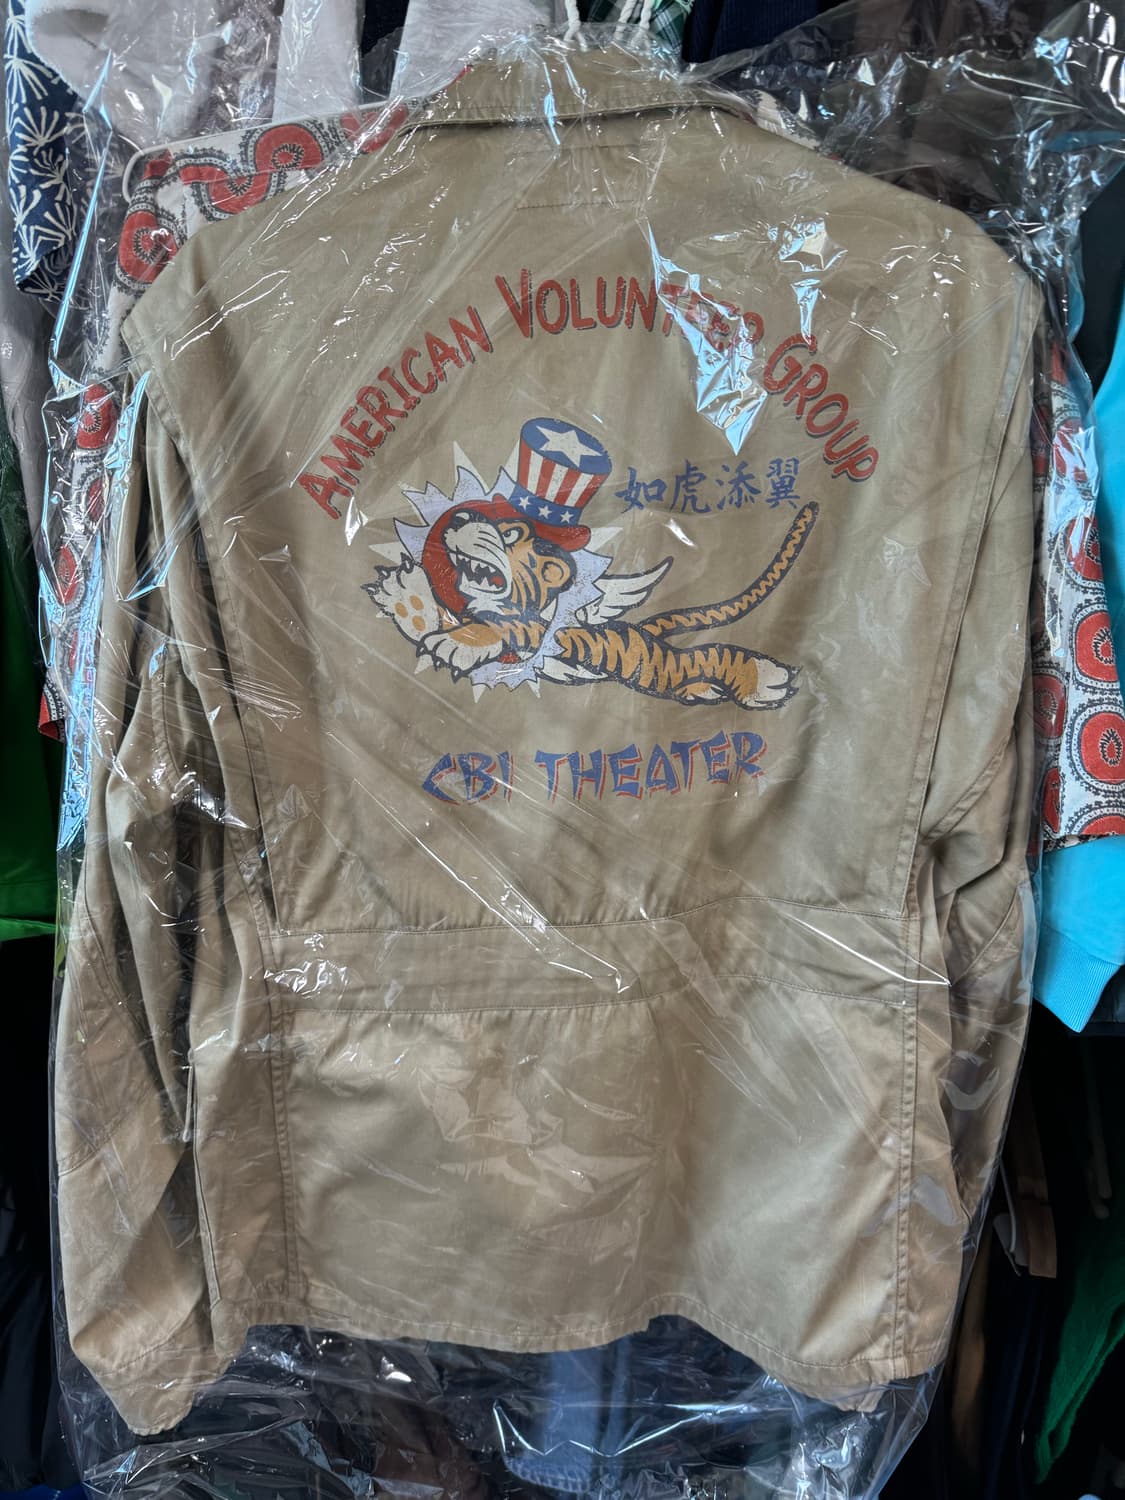 AMERICAN VOLUNTEER GROUP
如虎添翼
CBI THEATER